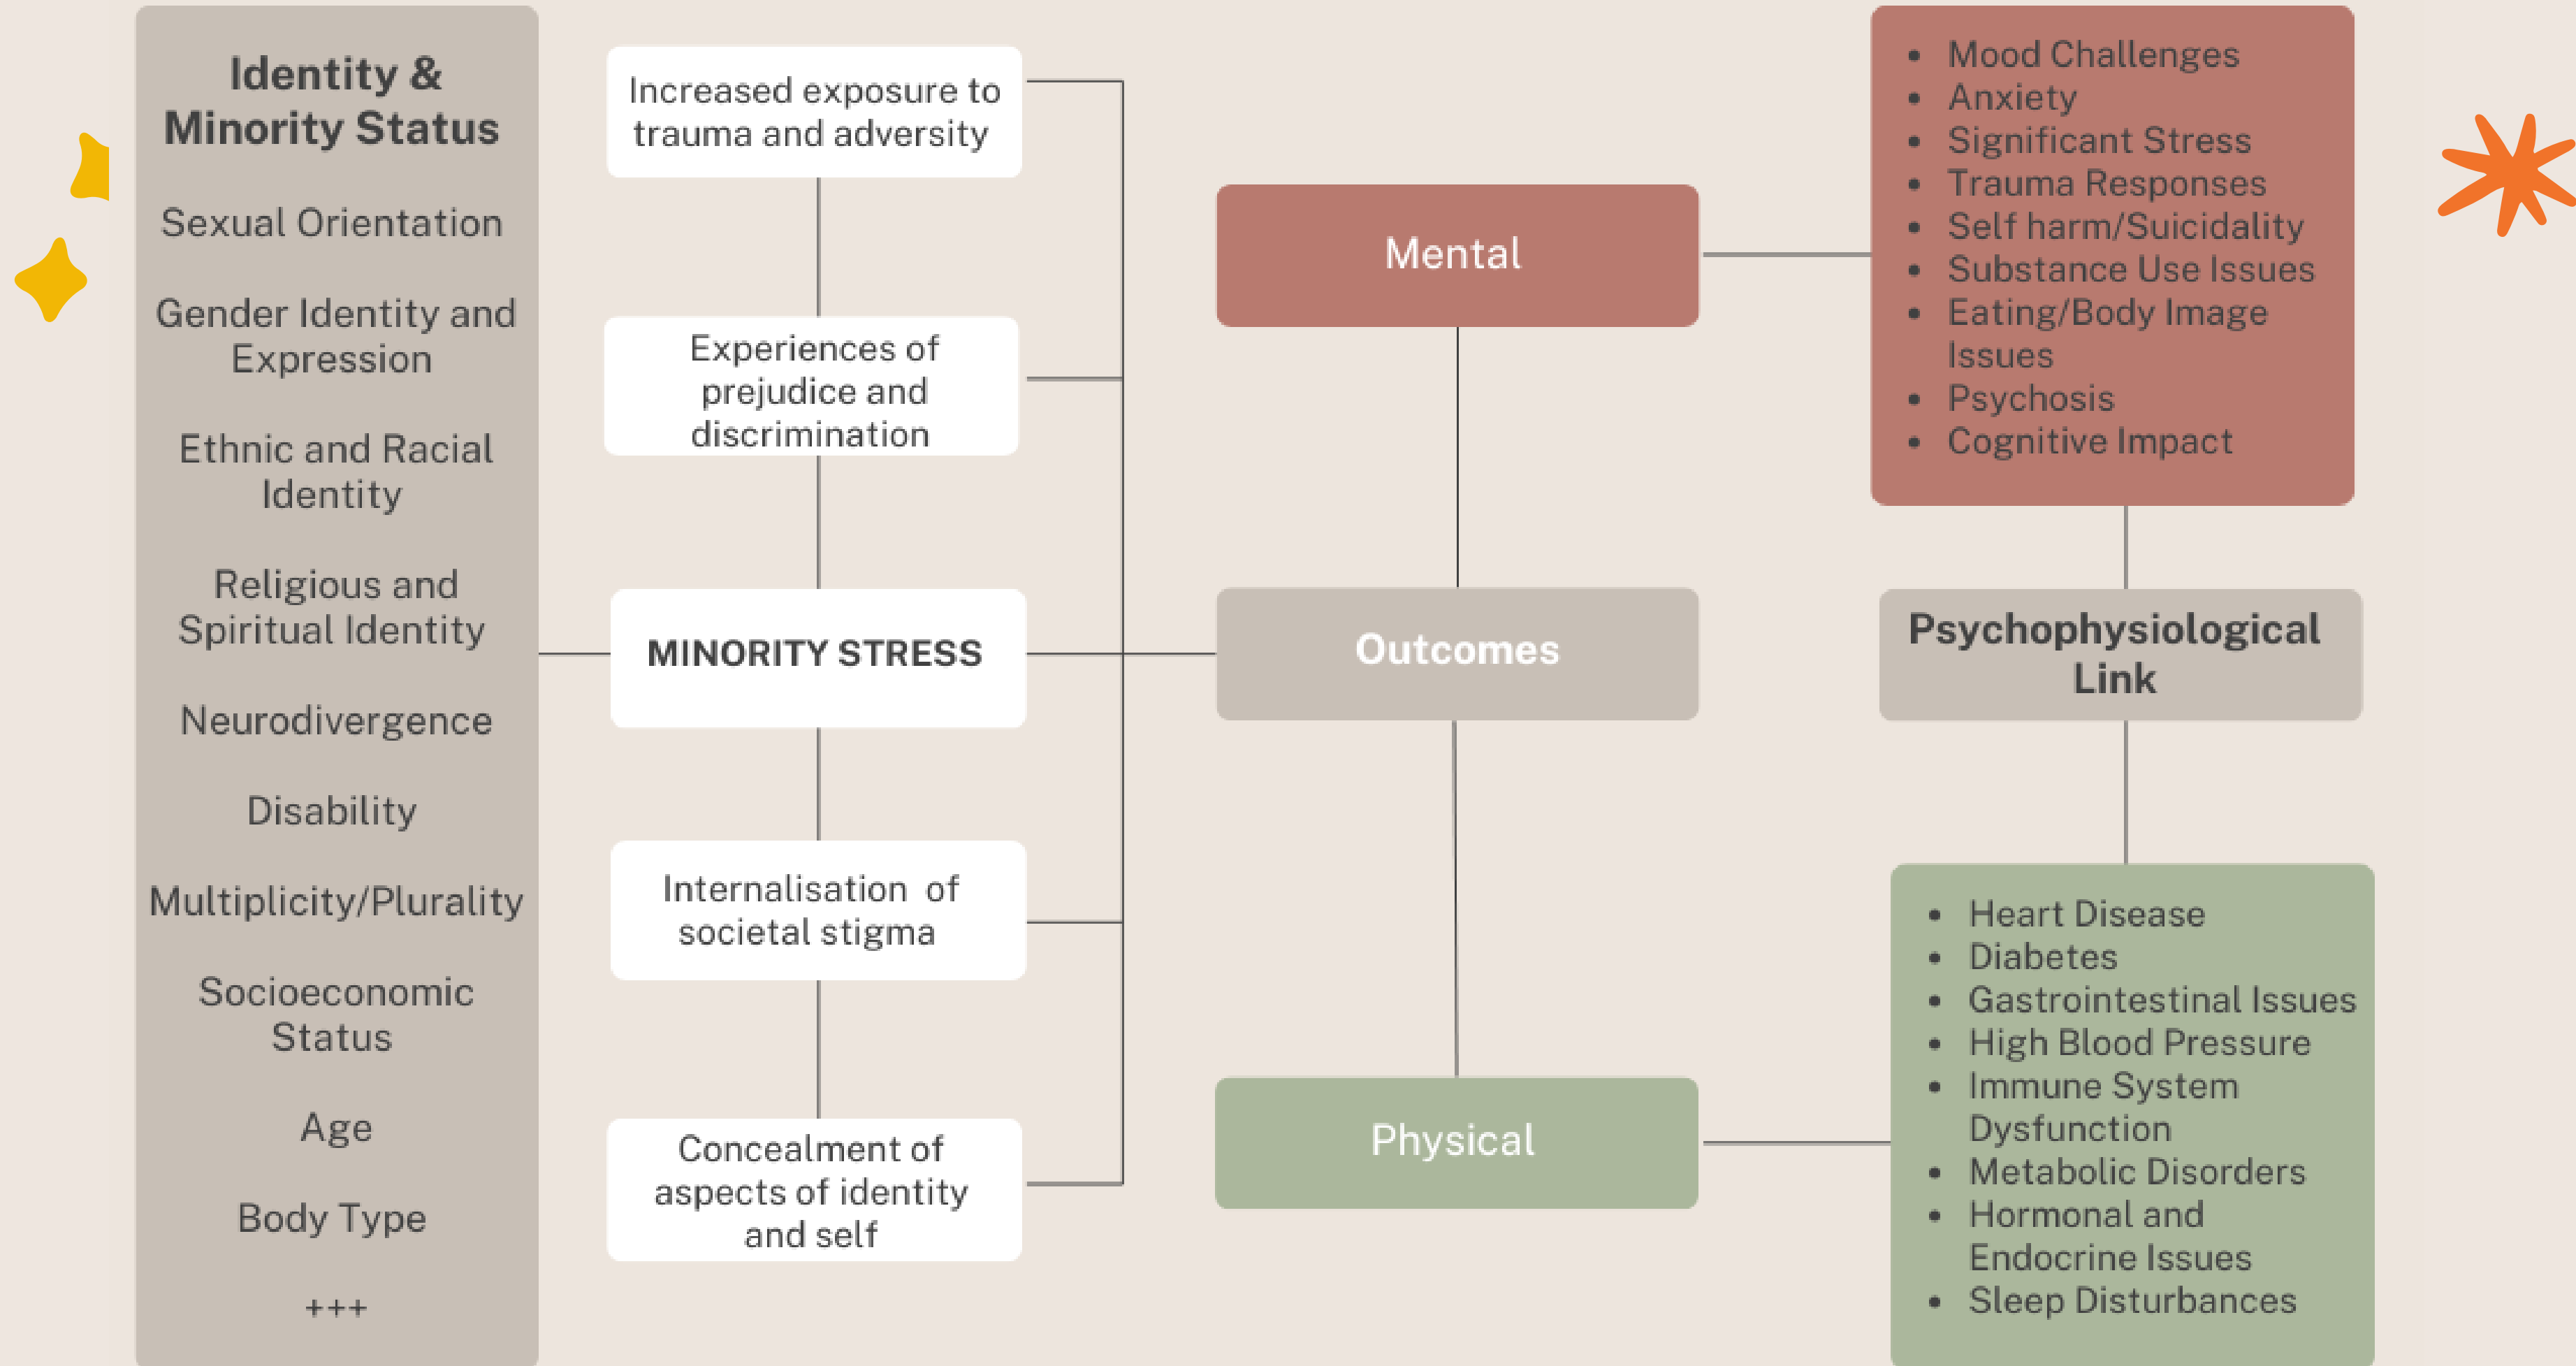 Identity &
Minority Status
Sexual Orientation
Gender Identity and
Expression
Ethnic and Racial
Identity
Religious and
Spiritual Identity
Neurodivergence
Disability
Multiplicity/Plurality
Socioeconomic
Status
Age
Body Type
+++
Increased exposure to
trauma and adversity
Experiences of
prejudice and
discrimination
MINORITY STRESS
Internalisation of
societal stigma
Concealment of
aspects of identity
and self
Mental
Outcomes
Physical
• Mood Challenges
• Anxiety
• Significant Stress
• Trauma Responses
• Self harm/Suicidality
• Substance Use Issues
• Eating/Body Image
Issues
• Psychosis
• Cognitive Impact
Psychophysiological
Link
• Heart Disease
• Diabetes
• Gastrointestinal Issues
• High Blood Pressure
• Immune System
Dysfunction
• Metabolic Disorders
• Hormonal and
Endocrine Issues
• Sleep Disturbances